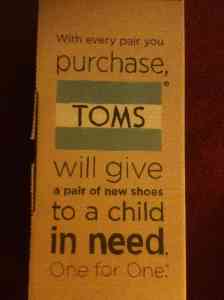 With every pair you
purchase,
TOMS®
will give
a pair of new shoes
to a child
in need.
One for One.™